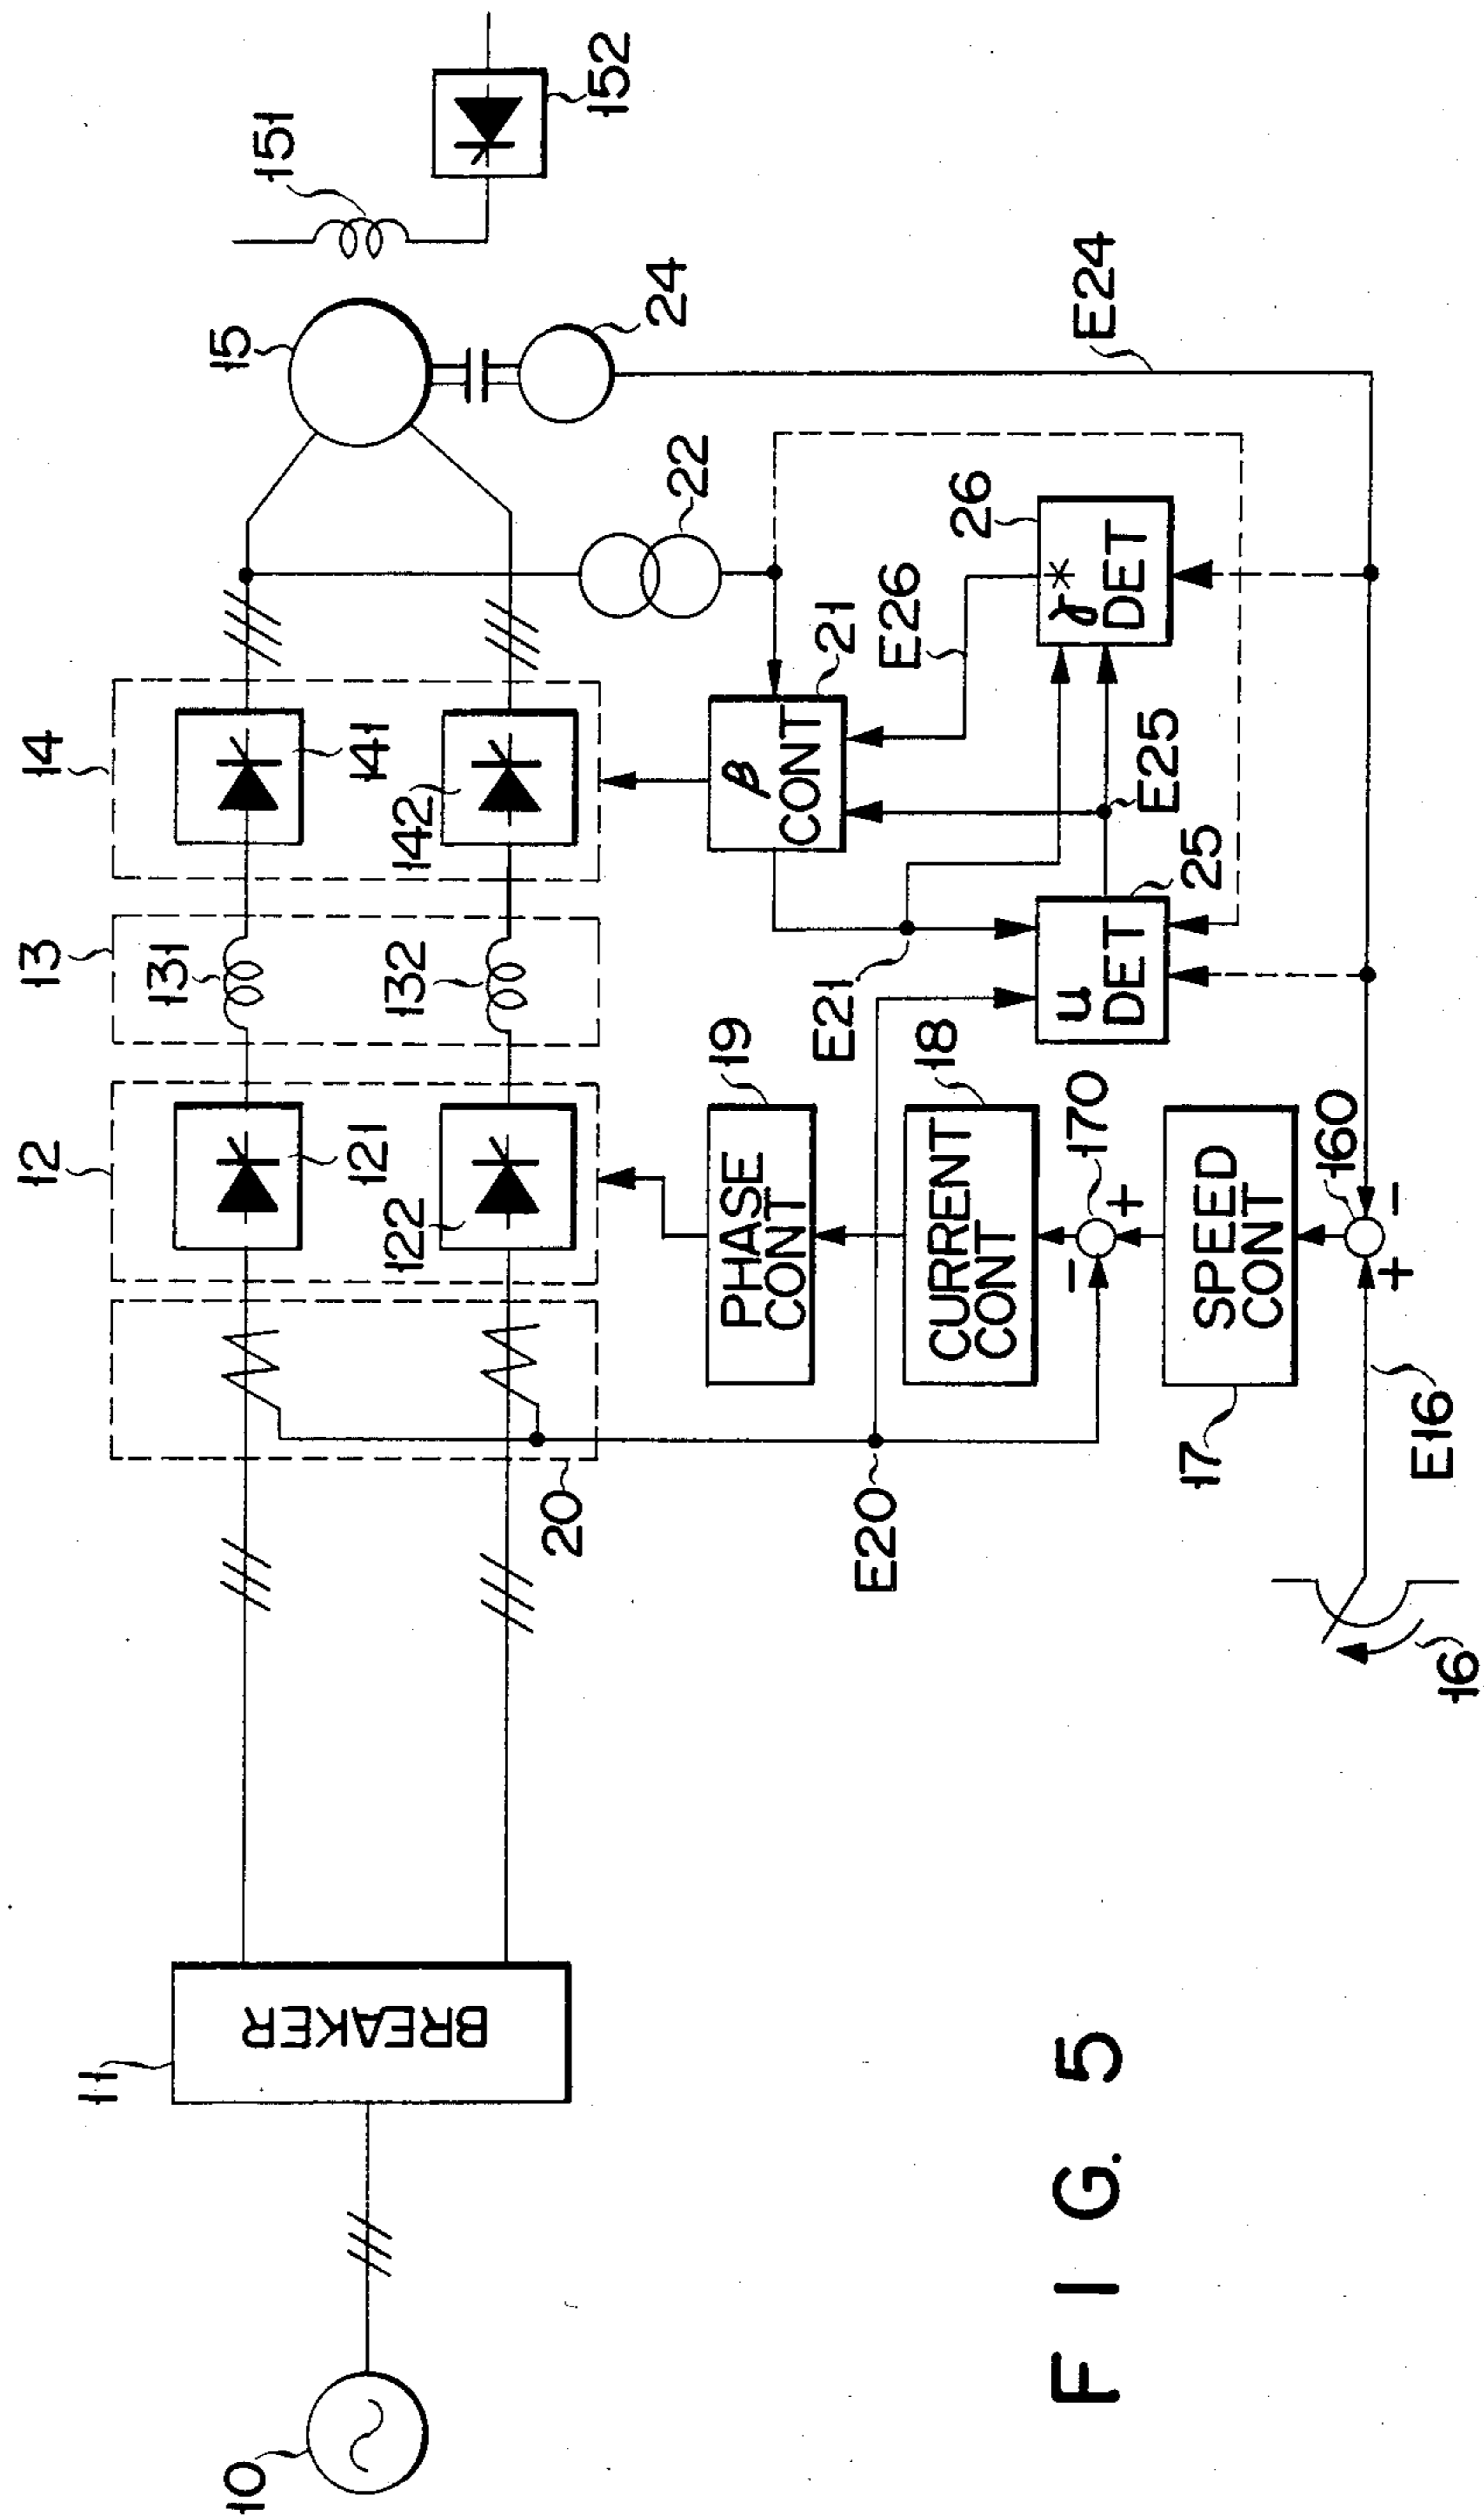 10
11
BREAKER
20
12
121
122
13
131
132
14
141
142
15
151
152
24
22
19
PHASE
CONT
18
CURRENT
CONT
E20
170
+
−
17
SPEED
CONT
160
+
−
E16
16
21
β
CONT
E21
25
u
DET
E25
E26
26
γ*
DET
E24
F I G. 5